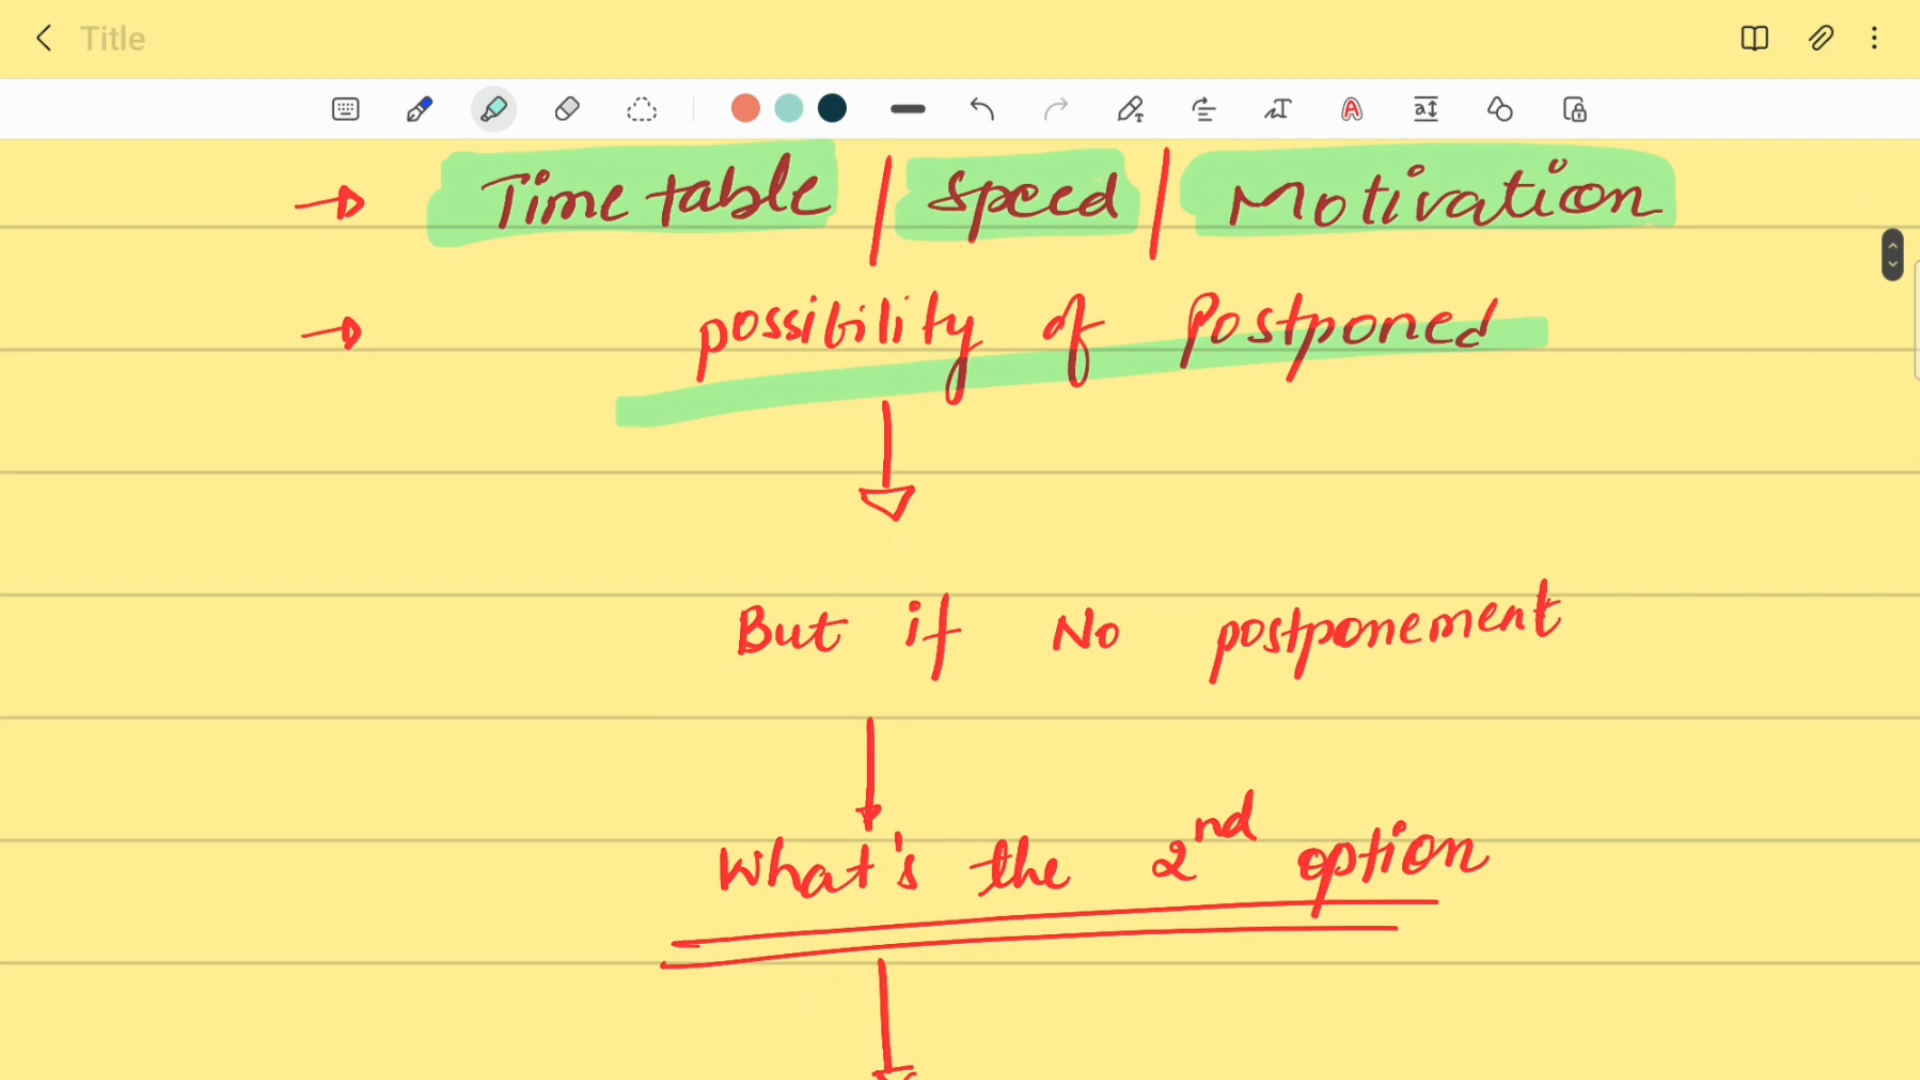 Title
Time table / Speed / Motivation
possibility of Postponed
But if No postponement
What's the 2nd option